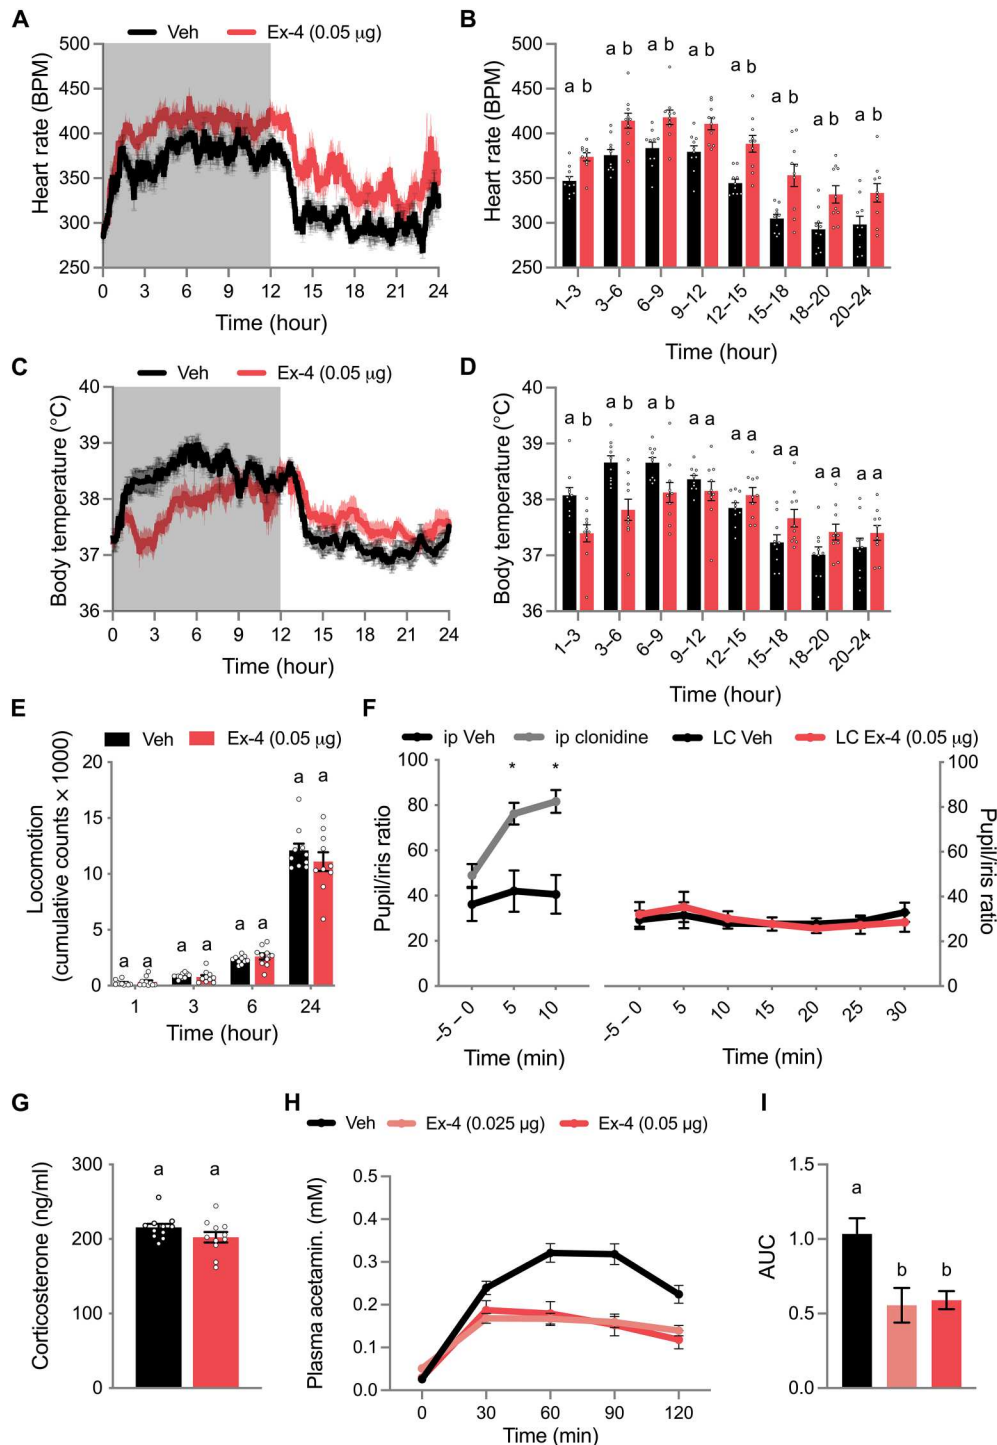 A
Veh Ex-4 (0.05 µg)
Heart rate (BPM)
500
450
400
350
300
250
0 3 6 9 12 15 18 21 24
Time (hour)
B
Heart rate (BPM)
500
450
400
350
300
250
a b a b a b a b a b a b a b a b
1–3 3–6 6–9 9–12 12–15 15–18 18–20 20–24
Time (hour)
C
Veh Ex-4 (0.05 µg)
Body temperature (°C)
40
39
38
37
36
0 3 6 9 12 15 18 21 24
Time (hour)
D
Body temperature (°C)
40
39
38
37
36
a b a b a b a a a a a a a a a a
1–3 3–6 6–9 9–12 12–15 15–18 18–20 20–24
Time (hour)
E
Veh Ex-4 (0.05 µg)
Locomotion
(cumulative counts × 1000)
20
15
10
5
0
a a a a a a a a
1 3 6 24
Time (hour)
F
ip Veh ip clonidine LC Veh LC Ex-4 (0.05 µg)
Pupil/iris ratio
100
80
60
40
20
0
* *
-5 – 0 5 10
Time (min)
100
80
60
40
20
0
Pupil/iris ratio
-5 – 0 5 10 15 20 25 30
Time (min)
G
Corticosterone (ng/ml)
300
200
100
0
a a
H
Veh Ex-4 (0.025 µg) Ex-4 (0.05 µg)
Plasma acetamin. (mM)
0.5
0.4
0.3
0.2
0.1
0
0 30 60 90 120
Time (min)
I
AUC
1.5
1.0
0.5
0.0
a b b